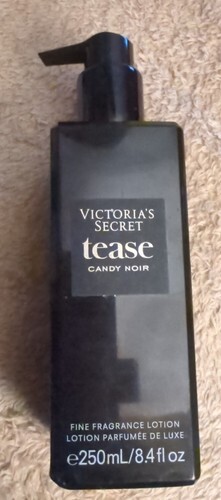 VICTORIA'S
SECRET
tease
CANDY NOIR
FINE FRAGRANCE LOTION
LOTION PARFUMÉE DE LUXE
℮250mL/8.4fl oz